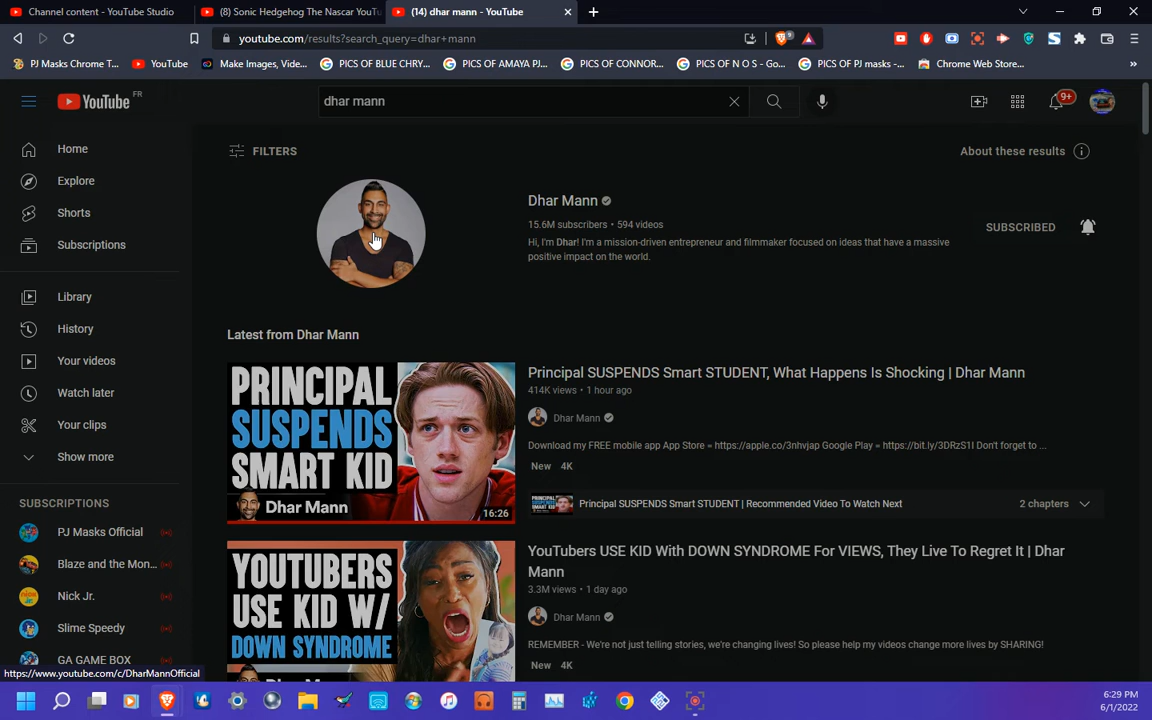 Channel content - YouTube Studio
(8) Sonic Hedgehog The Nascar YouTu
(14) dhar mann - YouTube
youtube.com/results?search_query=dhar+mann
9
PJ Masks Chrome T...
YouTube
Make Images, Vide...
PICS OF BLUE CHRY...
PICS OF AMAYA PJ...
PICS OF CONNOR...
PICS OF N O S - Go...
PICS OF PJ masks -...
Chrome Web Store...
YouTube FR
dhar mann
9+
Home
Explore
Shorts
Subscriptions
Library
History
Your videos
Watch later
Your clips
Show more
SUBSCRIPTIONS
PJ Masks Official
Blaze and the Mon...
Nick Jr.
Slime Speedy
GA GAME BOX
https://www.youtube.com/c/DharMannOfficial
FILTERS
About these results
Dhar Mann
15.6M subscribers • 594 videos
Hi, I'm Dhar! I'm a mission-driven entrepreneur and filmmaker focused on ideas that have a massive
positive impact on the world.
SUBSCRIBED
Latest from Dhar Mann
PRINCIPAL
SUSPENDS
SMART KID
Dhar Mann
16:26
Principal SUSPENDS Smart STUDENT, What Happens Is Shocking | Dhar Mann
414K views • 1 hour ago
Dhar Mann
Download my FREE mobile app App Store = https://apple.co/3nhvjap Google Play = https://bit.ly/3DRzS1I Don't forget to ...
New 4K
Principal SUSPENDS Smart STUDENT | Recommended Video To Watch Next
2 chapters
YOUTUBERS
USE KID W/
DOWN SYNDROME
YouTubers USE KID With DOWN SYNDROME For VIEWS, They Live To Regret It | Dhar
Mann
3.3M views • 1 day ago
Dhar Mann
REMEMBER - We're not just telling stories, we're changing lives! So please help my videos change more lives by SHARING!
New 4K
6:29 PM
6/1/2022